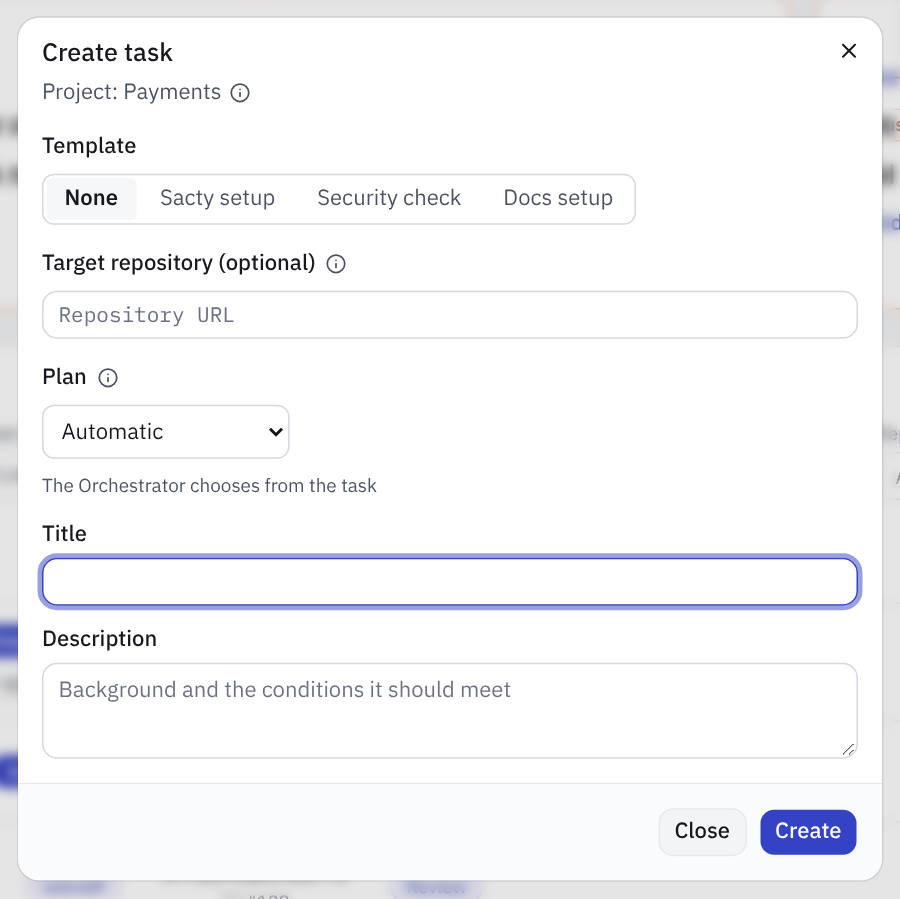 Create task
Project: Payments
Template
None
Sacty setup
Security check
Docs setup
Target repository (optional)
Repository URL
Plan
Automatic
The Orchestrator chooses from the task
Title
Description
Background and the conditions it should meet
Close
Create